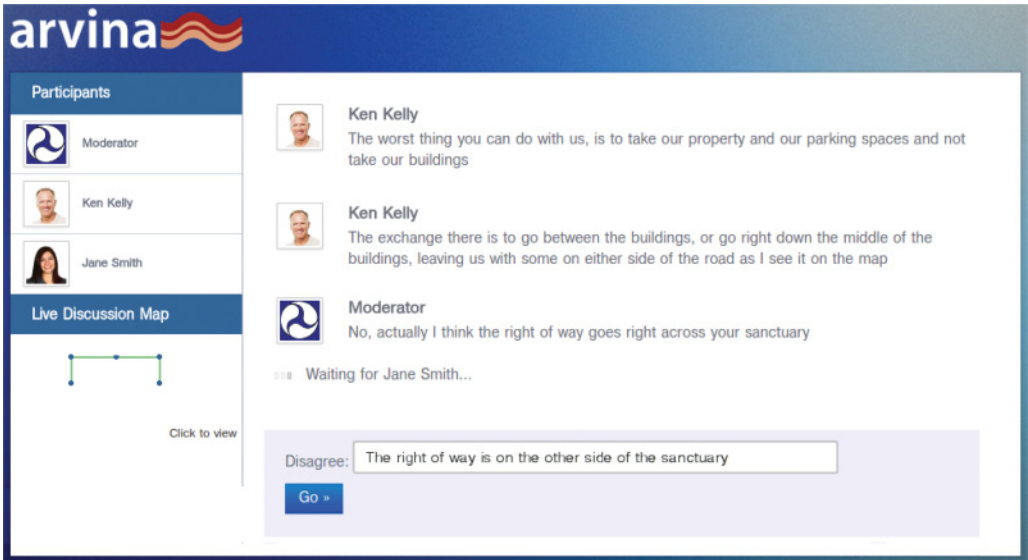 arvina
Participants
Moderator
Ken Kelly
Jane Smith
Live Discussion Map
Click to view
Ken Kelly
The worst thing you can do with us, is to take our property and our parking spaces and not
take our buildings
Ken Kelly
The exchange there is to go between the buildings, or go right down the middle of the
buildings, leaving us with some on either side of the road as I see it on the map
Moderator
No, actually I think the right of way goes right across your sanctuary
Waiting for Jane Smith...
Disagree: The right of way is on the other side of the sanctuary
Go »